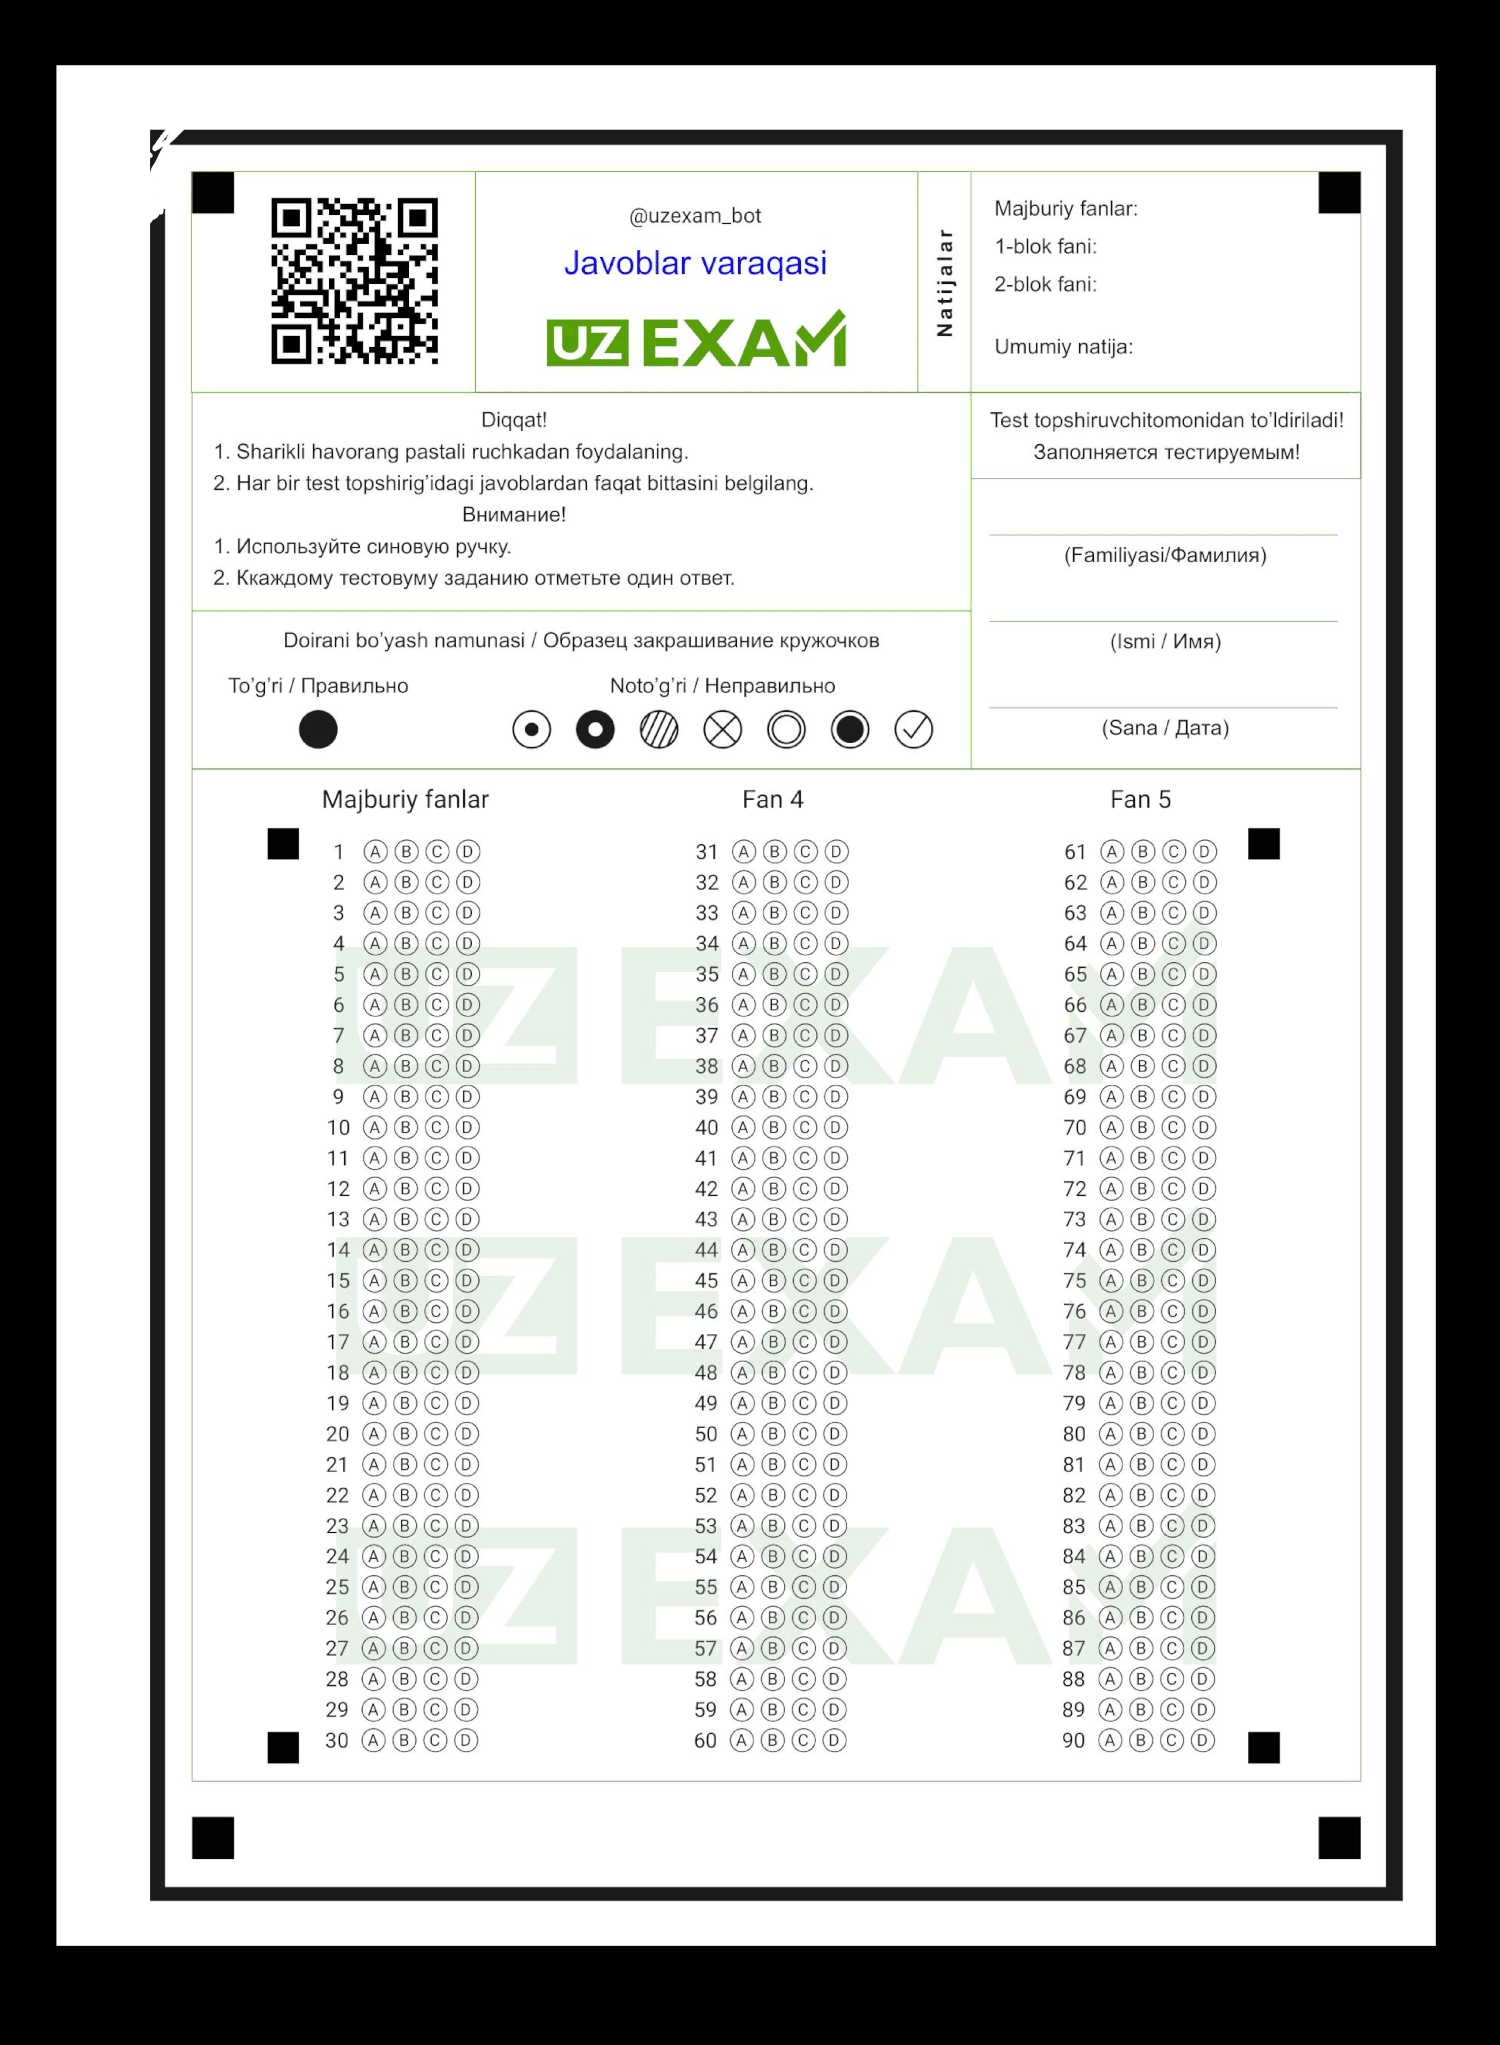 @uzexam_bot
Javoblar varaqasi
UZ EXAM
Natijalar
Majburiy fanlar:
1-blok fani:
2-blok fani:
Umumiy natija:
Diqqat!
1. Sharikli havorang pastali ruchkadan foydalaning.
2. Har bir test topshirig’idagi javoblardan faqat bittasini belgilang.
Внимание!
1. Используйте синовую ручку.
2. Ккаждому тестовуму заданию отметьте один ответ.
Test topshiruvchitomonidan to’ldiriladi!
Заполняется тестируемым!
(Familiyasi/Фамилия)
(Ismi / Имя)
(Sana / Дата)
Doirani bo’yash namunasi / Образец закрашивание кружочков
To’g’ri / Правильно
Noto’g’ri / Неправильно
Majburiy fanlar Fan 4 Fan 5
1 A B C D 31 A B C D 61 A B C D
2 A B C D 32 A B C D 62 A B C D
3 A B C D 33 A B C D 63 A B C D
4 A B C D 34 A B C D 64 A B C D
5 A B C D 35 A B C D 65 A B C D
6 A B C D 36 A B C D 66 A B C D
7 A B C D 37 A B C D 67 A B C D
8 A B C D 38 A B C D 68 A B C D
9 A B C D 39 A B C D 69 A B C D
10 A B C D 40 A B C D 70 A B C D
11 A B C D 41 A B C D 71 A B C D
12 A B C D 42 A B C D 72 A B C D
13 A B C D 43 A B C D 73 A B C D
14 A B C D 44 A B C D 74 A B C D
15 A B C D 45 A B C D 75 A B C D
16 A B C D 46 A B C D 76 A B C D
17 A B C D 47 A B C D 77 A B C D
18 A B C D 48 A B C D 78 A B C D
19 A B C D 49 A B C D 79 A B C D
20 A B C D 50 A B C D 80 A B C D
21 A B C D 51 A B C D 81 A B C D
22 A B C D 52 A B C D 82 A B C D
23 A B C D 53 A B C D 83 A B C D
24 A B C D 54 A B C D 84 A B C D
25 A B C D 55 A B C D 85 A B C D
26 A B C D 56 A B C D 86 A B C D
27 A B C D 57 A B C D 87 A B C D
28 A B C D 58 A B C D 88 A B C D
29 A B C D 59 A B C D 89 A B C D
30 A B C D 60 A B C D 90 A B C D
UZ EXAM
UZ EXAM
UZ EXAM